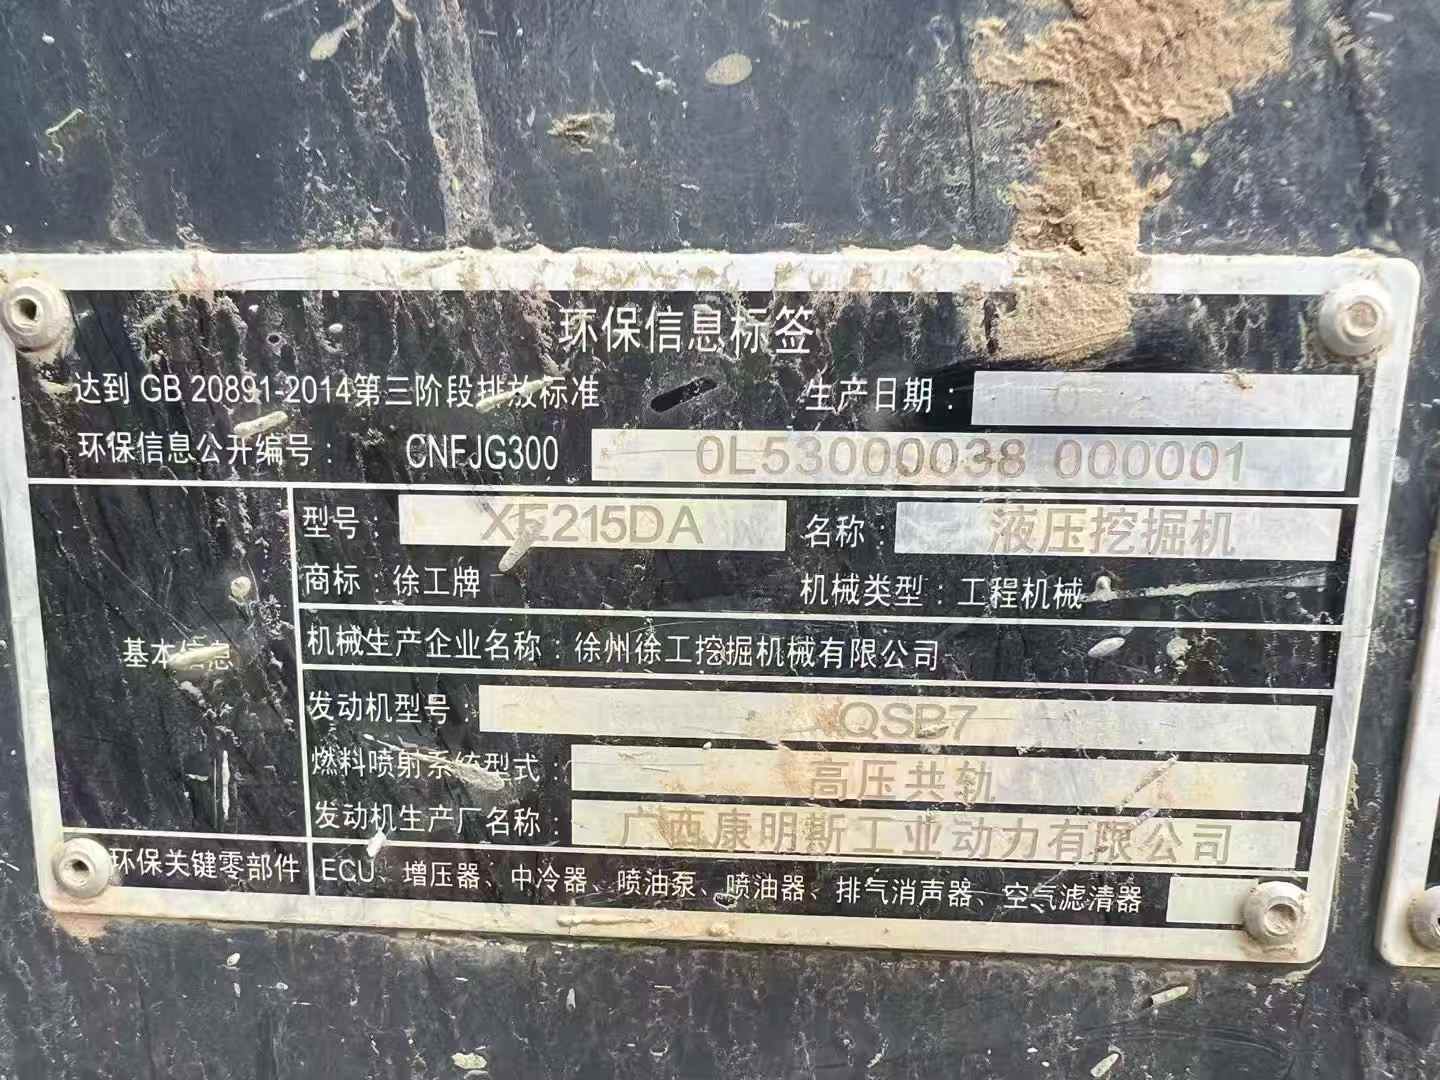 环保信息标签
达到 GB 20891-2014第三阶段排放标准 生产日期：
环保信息公开编号： CNFJG300 0L53000038 000001
基本信息
型号： XE215DA 名称： 液压挖掘机
商标：徐工牌 机械类型：工程机械
机械生产企业名称：徐州徐工挖掘机械有限公司
发动机型号： QSB7
燃料喷射系统型式： 高压共轨
发动机生产厂名称： 广西康明斯工业动力有限公司
环保关键零部件 ECU、增压器、中冷器、喷油泵、喷油器、排气消声器、空气滤清器